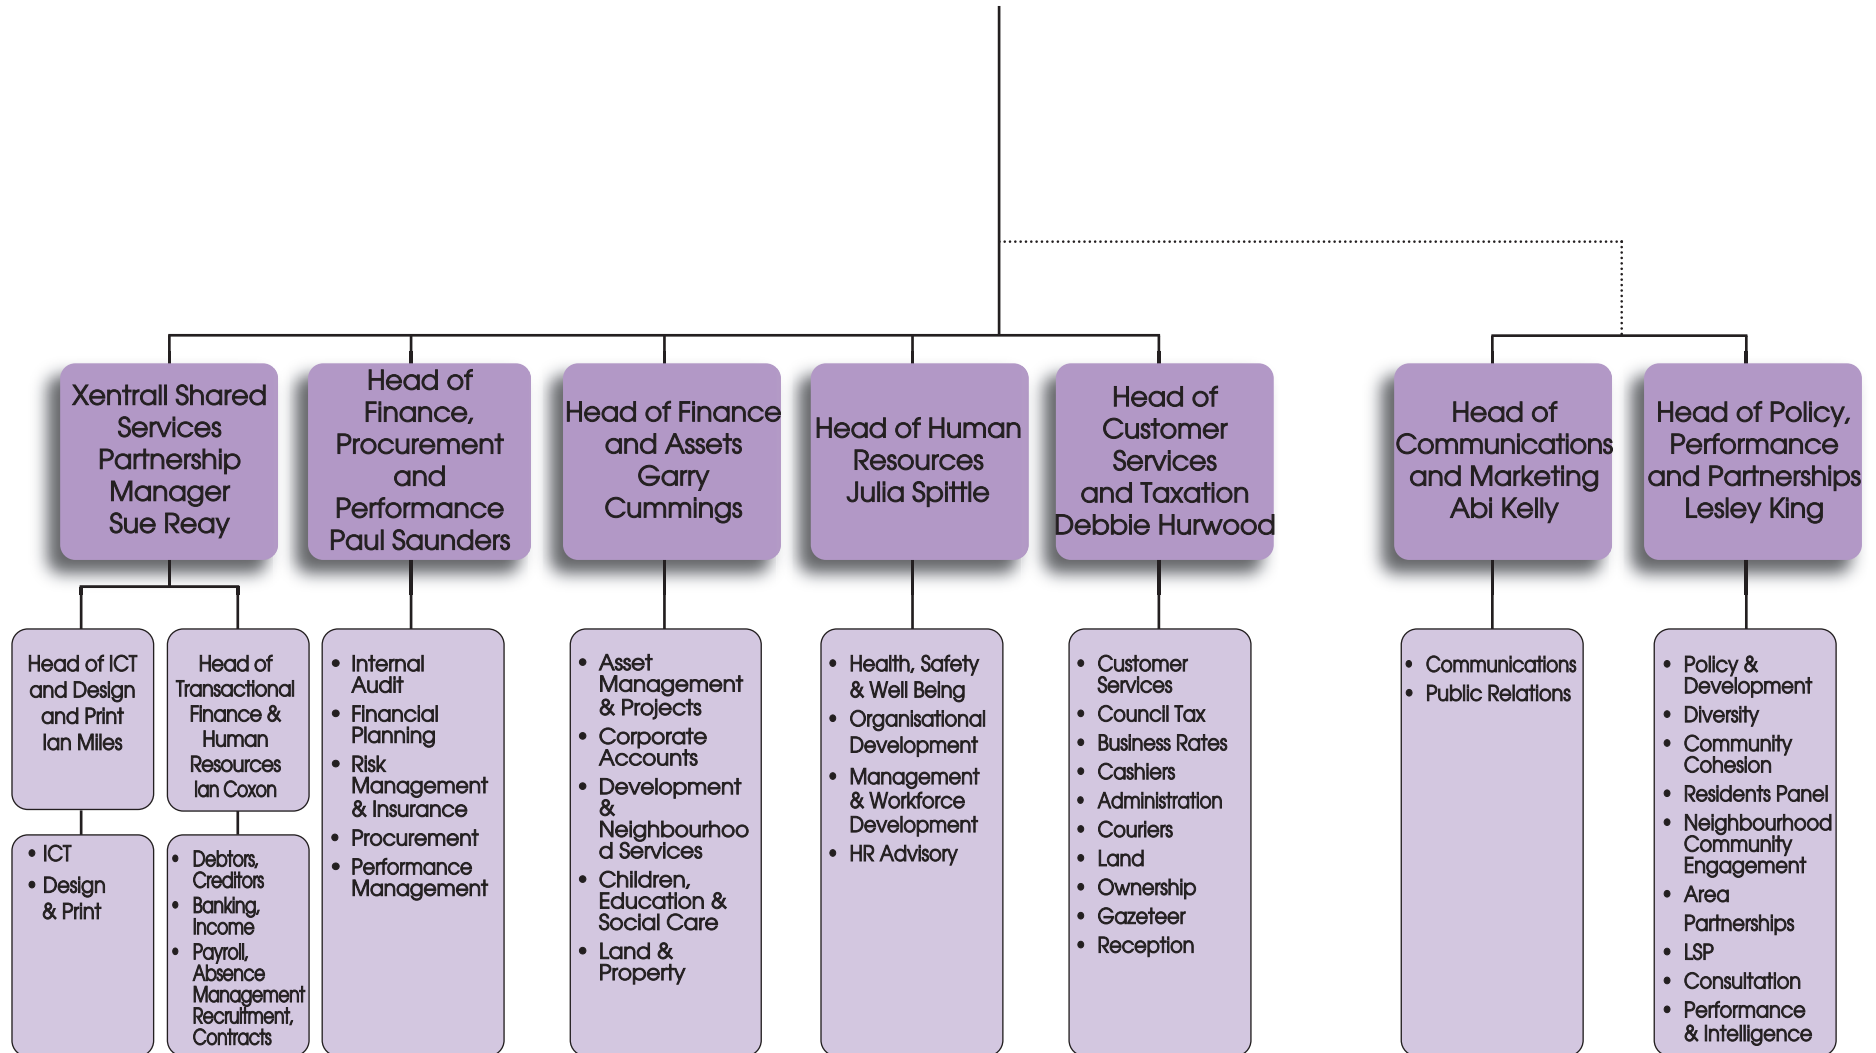 Xentrall Shared
Services
Partnership
Manager
Sue Reay
Head of
Finance,
Procurement
and
Performance
Paul Saunders
Head of Finance
and Assets
Garry
Cummings
Head of Human
Resources
Julia Spittle
Head of
Customer
Services
and Taxation
Debbie Hurwood
Head of
Communications
and Marketing
Abi Kelly
Head of Policy,
Performance
and Partnerships
Lesley King
Head of ICT
and Design
and Print
Ian Miles
Head of
Transactional
Finance &
Human
Resources
Ian Coxon
• ICT
• Design
& Print
• Debtors,
Creditors
• Banking,
Income
• Payroll,
Absence
Management
Recruitment,
Contracts
• Internal
Audit
• Financial
Planning
• Risk
Management
& Insurance
• Procurement
• Performance
Management
• Asset
Management
& Projects
• Corporate
Accounts
• Development
&
Neighbourhoo
d Services
• Children,
Education &
Social Care
• Land &
Property
• Health, Safety
& Well Being
• Organisational
Development
• Management
& Workforce
Development
• HR Advisory
• Customer
Services
• Council Tax
• Business Rates
• Cashiers
• Administration
• Couriers
• Land
• Ownership
• Gazeteer
• Reception
• Communications
• Public Relations
• Policy &
Development
• Diversity
• Community
Cohesion
• Residents Panel
• Neighbourhood
Community
Engagement
• Area
Partnerships
• LSP
• Consultation
• Performance
& Intelligence